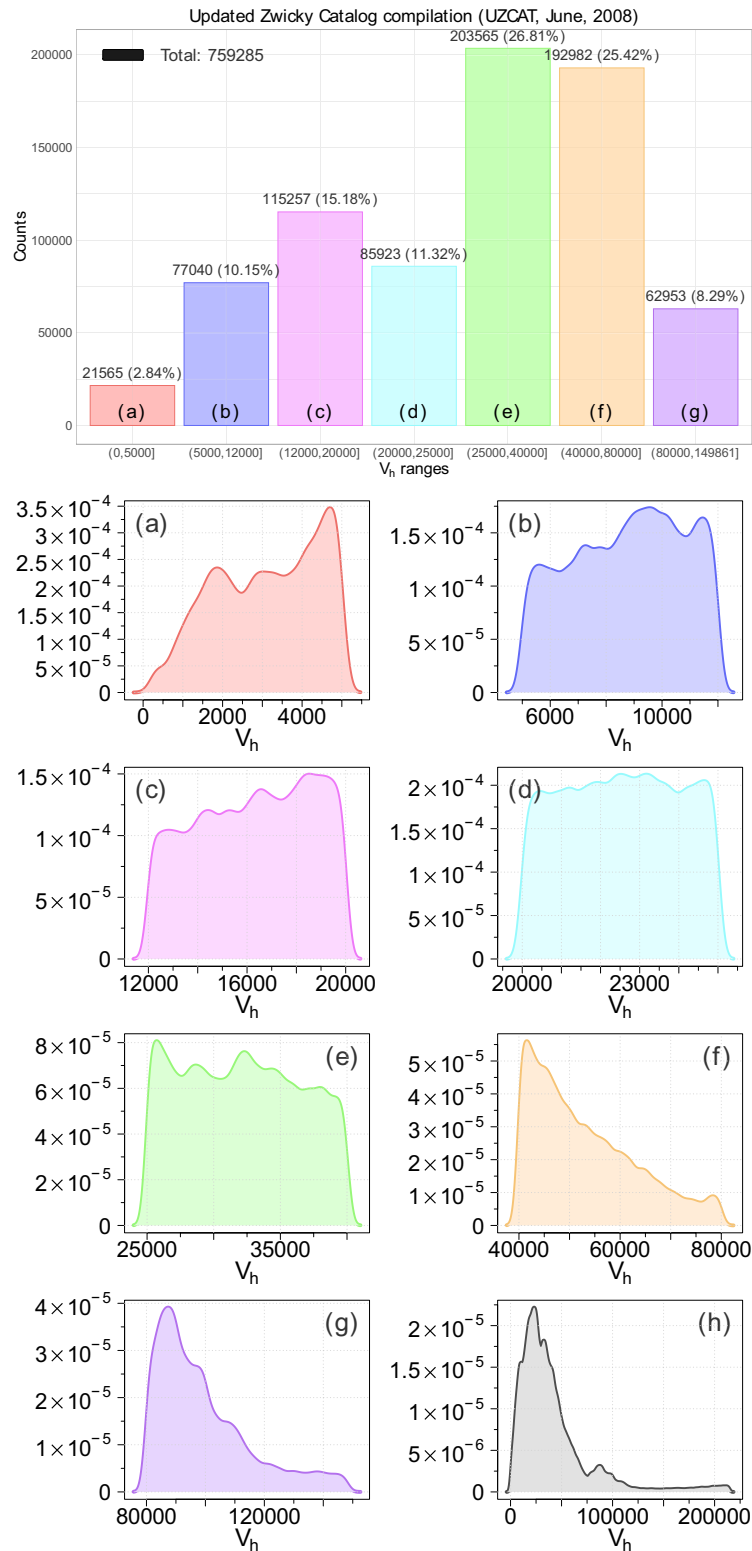 Updated Zwicky Catalog compilation (UZCAT, June, 2008)
203565 (26.81%)
Total: 759285
192982 (25.42%)
200000
150000
115257 (15.18%)
Counts
100000
85923 (11.32%)
77040 (10.15%)
62953 (8.29%)
50000
21565 (2.84%)
(a) (b) (c) (d) (e) (f) (g)
0
(0,5000] (5000,12000] (12000,20000] (20000,25000] (25000,40000] (40000,80000] (80000,149861]
V_h ranges
(a)
3.5×10⁻⁴
3×10⁻⁴
2.5×10⁻⁴
2×10⁻⁴
1.5×10⁻⁴
1×10⁻⁴
5×10⁻⁵
0
0 2000 4000
V_h
(b)
1.5×10⁻⁴
1×10⁻⁴
5×10⁻⁵
0
6000 10000
V_h
(c)
1.5×10⁻⁴
1×10⁻⁴
5×10⁻⁵
0
12000 16000 20000
V_h
(d)
2×10⁻⁴
1.5×10⁻⁴
1×10⁻⁴
5×10⁻⁵
0
20000 23000
V_h
(e)
8×10⁻⁵
6×10⁻⁵
4×10⁻⁵
2×10⁻⁵
0
25000 35000
V_h
(f)
5×10⁻⁵
4×10⁻⁵
3×10⁻⁵
2×10⁻⁵
1×10⁻⁵
0
40000 60000 80000
V_h
(g)
4×10⁻⁵
3×10⁻⁵
2×10⁻⁵
1×10⁻⁵
0
80000 120000
V_h
(h)
2×10⁻⁵
1.5×10⁻⁵
1×10⁻⁵
5×10⁻⁶
0
0 100000 200000
V_h